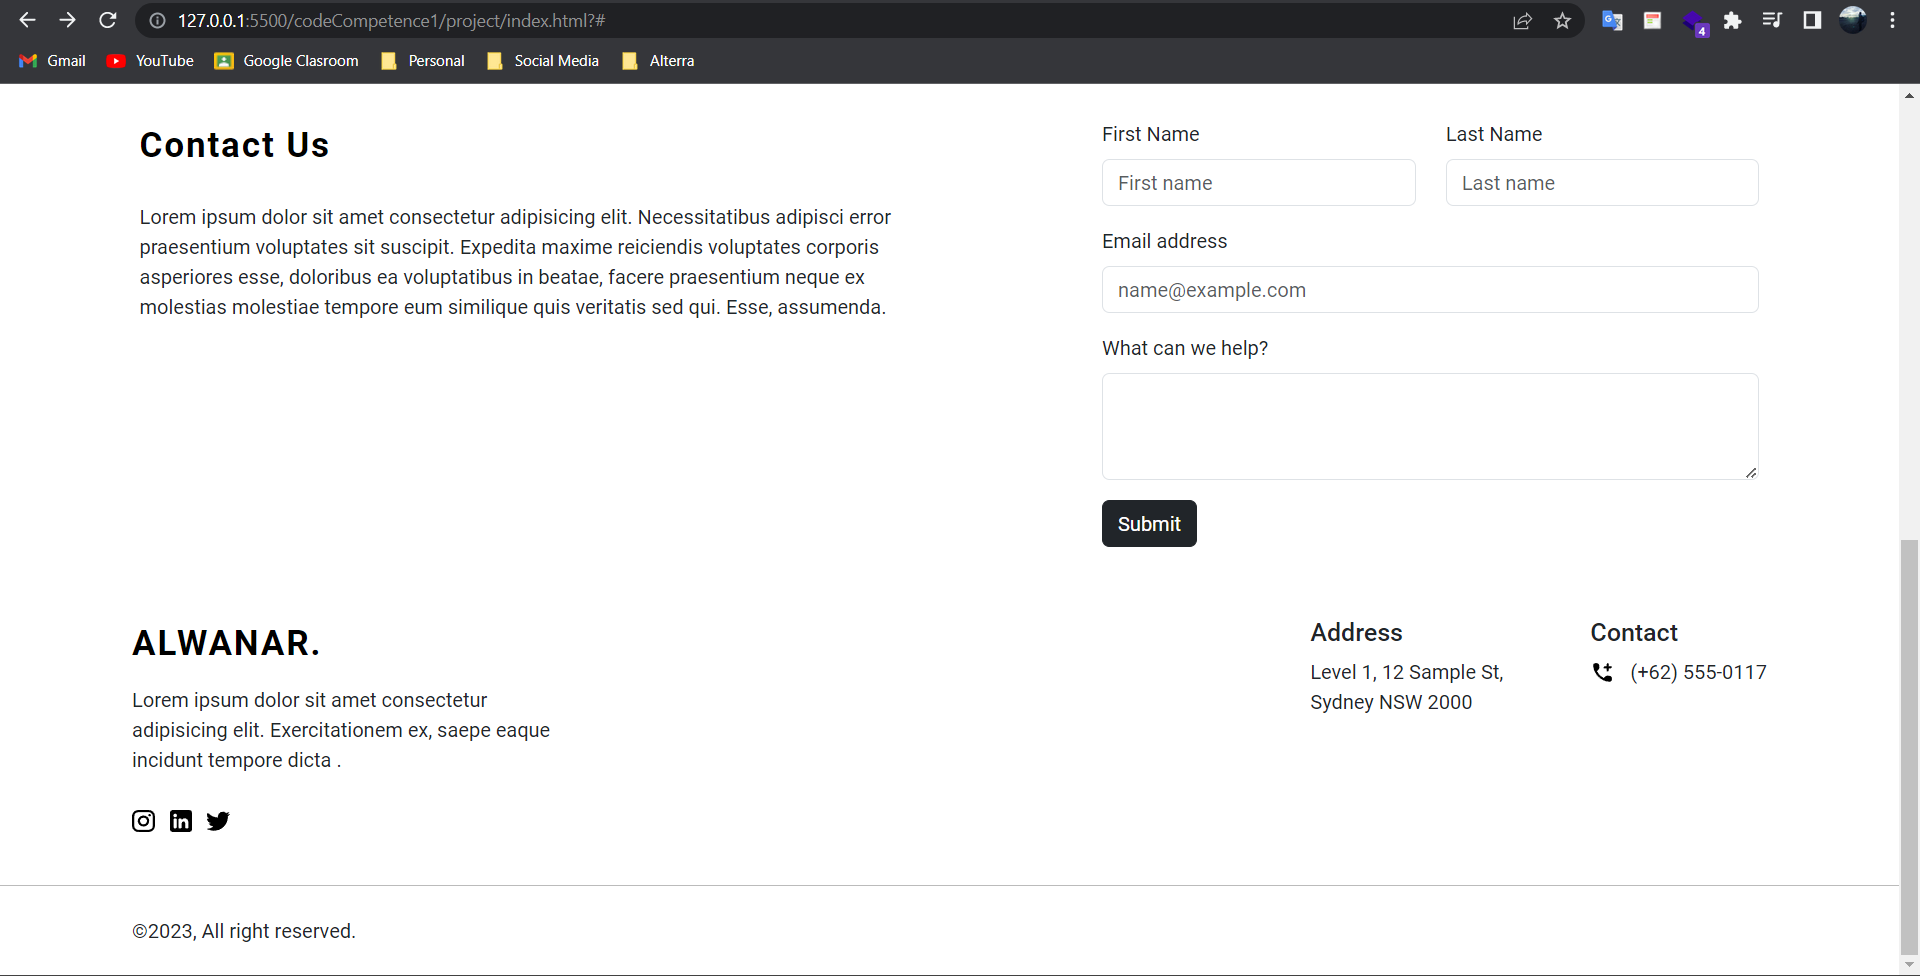 127.0.0.1:5500/codeCompetence1/project/index.html?#
4
Gmail
YouTube
Google Clasroom
Personal
Social Media
Alterra
Contact Us
Lorem ipsum dolor sit amet consectetur adipisicing elit. Necessitatibus adipisci error
praesentium voluptates sit suscipit. Expedita maxime reiciendis voluptates corporis
asperiores esse, doloribus ea voluptatibus in beatae, facere praesentium neque ex
molestias molestiae tempore eum similique quis veritatis sed qui. Esse, assumenda.
First Name
First name
Last Name
Last name
Email address
name@example.com
What can we help?
Submit
ALWANAR.
Lorem ipsum dolor sit amet consectetur
adipisicing elit. Exercitationem ex, saepe eaque
incidunt tempore dicta .
Address
Level 1, 12 Sample St,
Sydney NSW 2000
Contact
(+62) 555-0117
©2023, All right reserved.